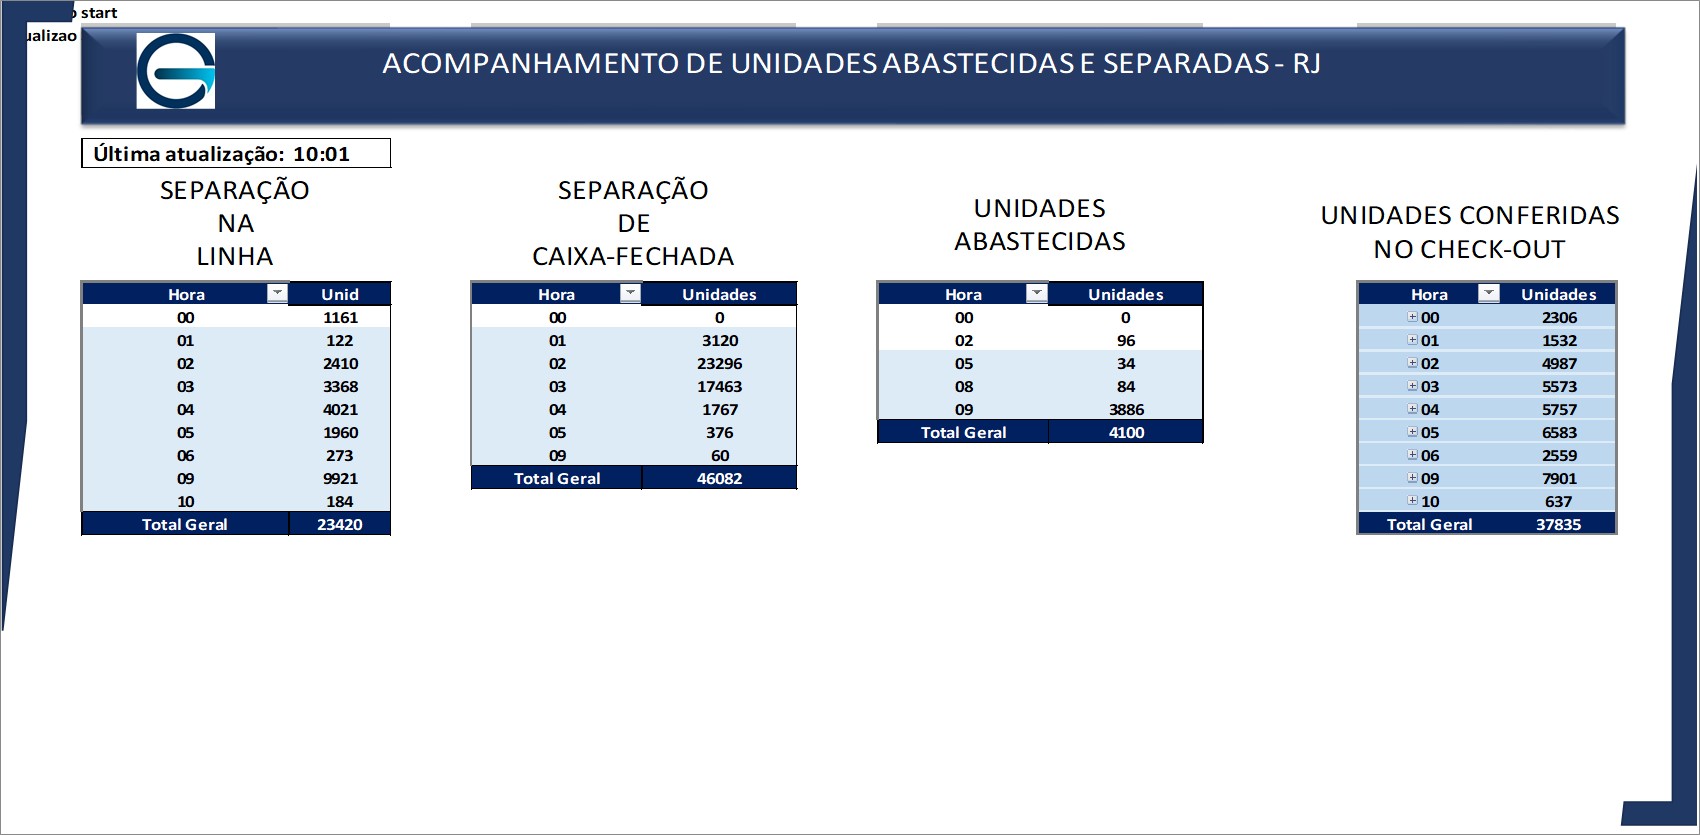 start
ACOMPANHAMENTO DE UNIDADES ABASTECIDAS E SEPARADAS - RJ
Última atualização: 10:01
SEPARAÇÃO
NA
LINHA
Hora Unid
00 1161
01 122
02 2410
03 3368
04 4021
05 1960
06 273
09 9921
10 184
Total Geral 23420
SEPARAÇÃO
DE
CAIXA-FECHADA
Hora Unidades
00 0
01 3120
02 23296
03 17463
04 1767
05 376
09 60
Total Geral 46082
UNIDADES
ABASTECIDAS
Hora Unidades
00 0
02 96
05 34
08 84
09 3886
Total Geral 4100
UNIDADES CONFERIDAS
NO CHECK-OUT
Hora Unidades
00 2306
01 1532
02 4987
03 5573
04 5757
05 6583
06 2559
09 7901
10 637
Total Geral 37835